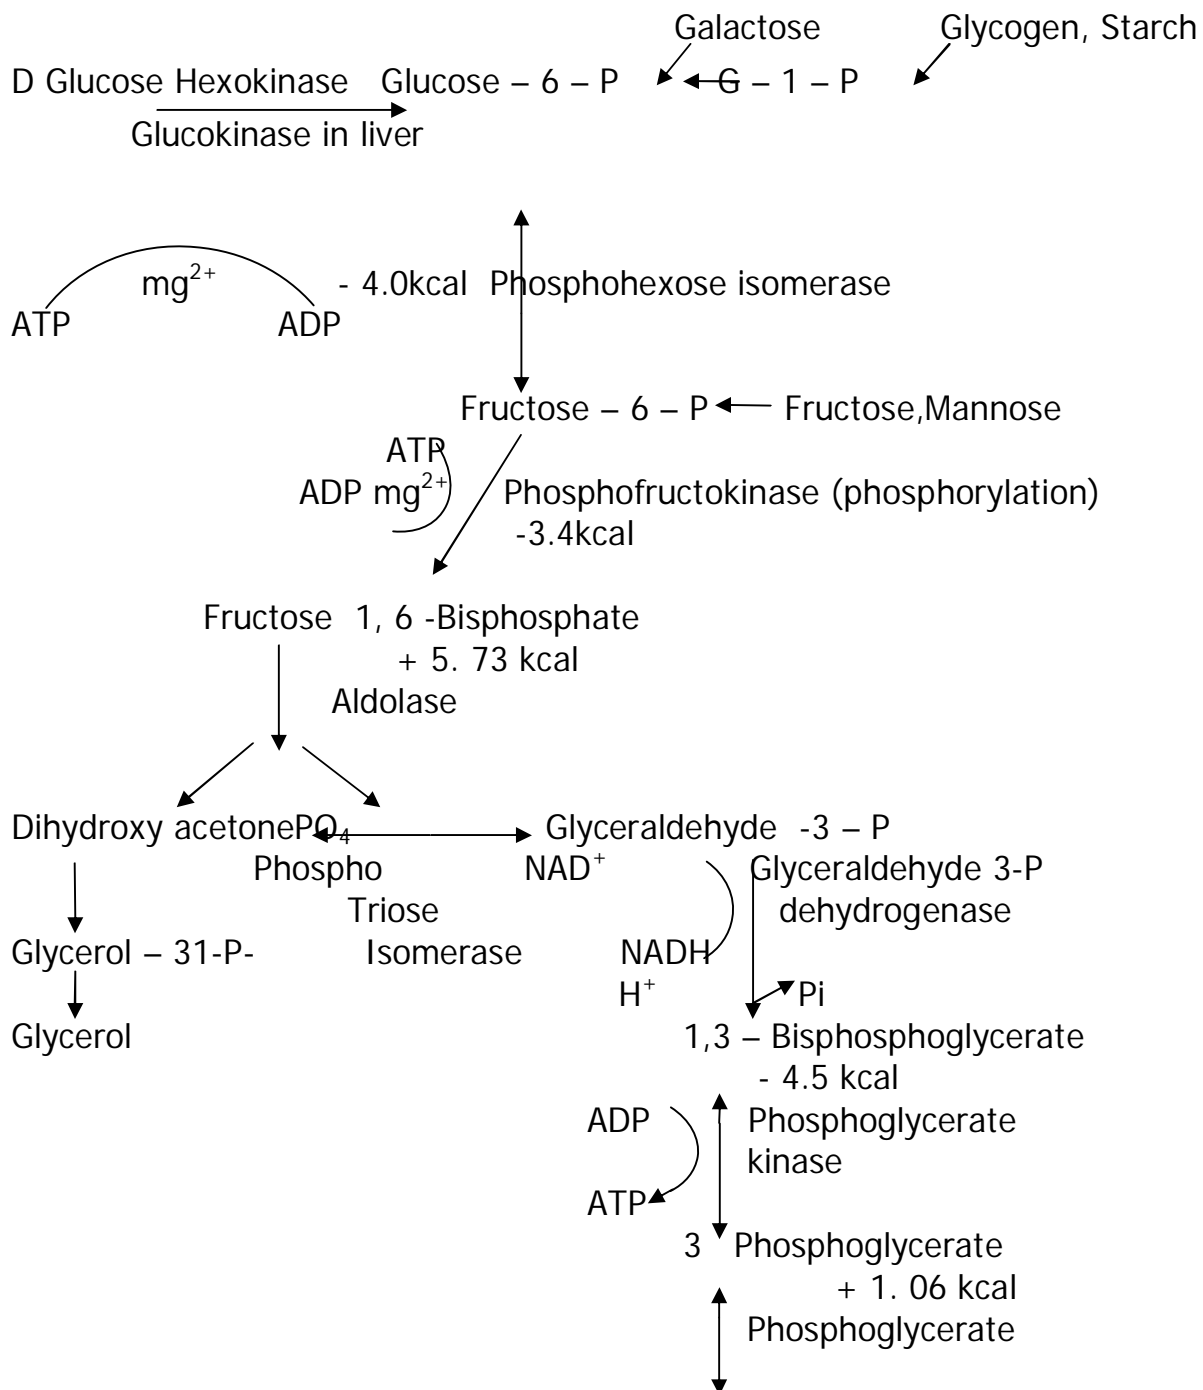 Galactose Glycogen, Starch
D Glucose Hexokinase Glucose – 6 – P G – 1 – P
Glucokinase in liver
mg²⁺ - 4.0kcal Phosphohexose isomerase
ATP ADP
Fructose – 6 – P Fructose,Mannose
ATP
ADP mg²⁺ Phosphofructokinase (phosphorylation)
-3.4kcal
Fructose 1, 6 -Bisphosphate
+ 5. 73 kcal
Aldolase
Dihydroxy acetonePO₄ Glyceraldehyde -3 – P
Phospho NAD⁺ Glyceraldehyde 3-P
Triose dehydrogenase
Glycerol – 31-P- Isomerase NADH
H⁺ Pi
Glycerol 1,3 – Bisphosphoglycerate
- 4.5 kcal
ADP Phosphoglycerate
kinase
ATP
3 Phosphoglycerate
+ 1. 06 kcal
Phosphoglycerate